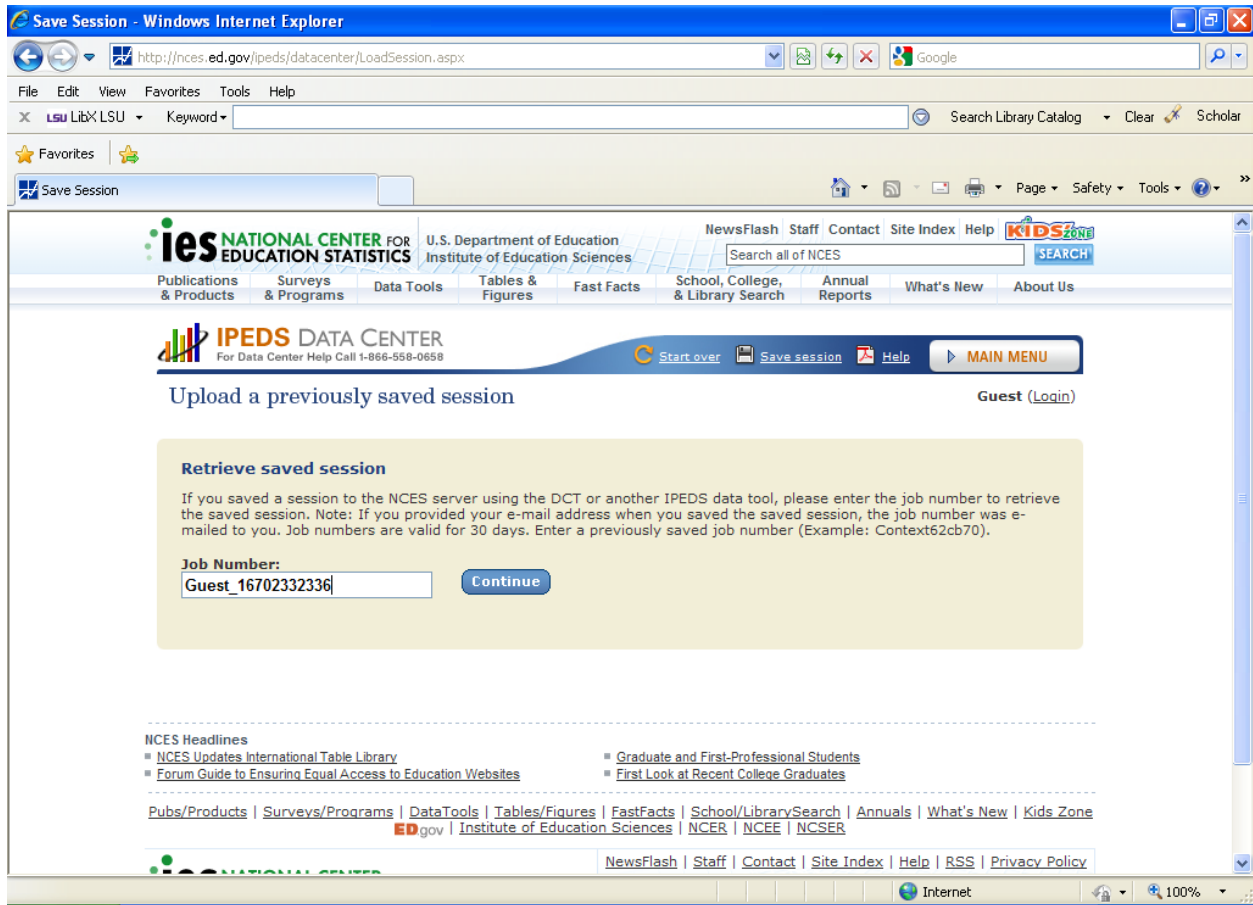 Save Session - Windows Internet Explorer
http://nces.ed.gov/ipeds/datacenter/LoadSession.aspx
Google
File Edit View Favorites Tools Help
X LSU LibX LSU Keyword Search Library Catalog Clear Scholar
Favorites
Save Session
Page Safety Tools »
NewsFlash Staff Contact Site Index Help KIDSZONE
ies NATIONAL CENTER FOR EDUCATION STATISTICS
U.S. Department of Education
Institute of Education Sciences
Search all of NCES SEARCH
Publications & Products Surveys & Programs Data Tools Tables & Figures Fast Facts School, College, & Library Search Annual Reports What's New About Us
IPEDS DATA CENTER
For Data Center Help Call 1-866-558-0658
Start over Save session Help MAIN MENU
Upload a previously saved session
Guest (Login)
Retrieve saved session
If you saved a session to the NCES server using the DCT or another IPEDS data tool, please enter the job number to retrieve
the saved session. Note: If you provided your e-mail address when you saved the saved session, the job number was e-
mailed to you. Job numbers are valid for 30 days. Enter a previously saved job number (Example: Context62cb70).
Job Number:
Guest_16702332336
Continue
NCES Headlines
NCES Updates International Table Library
Forum Guide to Ensuring Equal Access to Education Websites
Graduate and First-Professional Students
First Look at Recent College Graduates
Pubs/Products | Surveys/Programs | DataTools | Tables/Figures | FastFacts | School/LibrarySearch | Annuals | What's New | Kids Zone
ED.gov | Institute of Education Sciences | NCER | NCEE | NCSER
NewsFlash | Staff | Contact | Site Index | Help | RSS | Privacy Policy
NATIONAL CENTER
Internet 100%